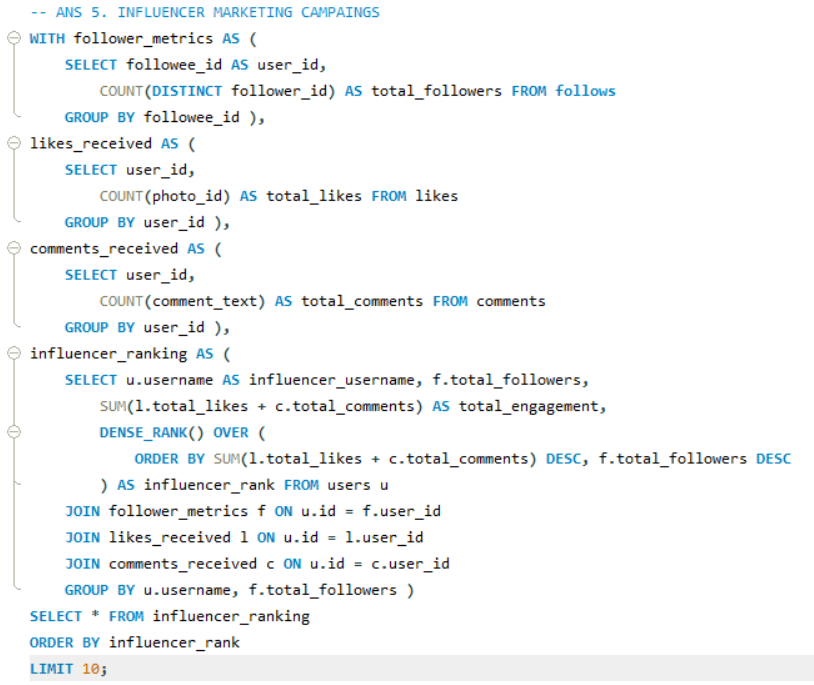 -- ANS 5. INFLUENCER MARKETING CAMPAINGS
WITH follower_metrics AS (
SELECT followee_id AS user_id,
COUNT(DISTINCT follower_id) AS total_followers FROM follows
GROUP BY followee_id ),
likes_received AS (
SELECT user_id,
COUNT(photo_id) AS total_likes FROM likes
GROUP BY user_id ),
comments_received AS (
SELECT user_id,
COUNT(comment_text) AS total_comments FROM comments
GROUP BY user_id ),
influencer_ranking AS (
SELECT u.username AS influencer_username, f.total_followers,
SUM(l.total_likes + c.total_comments) AS total_engagement,
DENSE_RANK() OVER (
ORDER BY SUM(l.total_likes + c.total_comments) DESC, f.total_followers DESC
) AS influencer_rank FROM users u
JOIN follower_metrics f ON u.id = f.user_id
JOIN likes_received l ON u.id = l.user_id
JOIN comments_received c ON u.id = c.user_id
GROUP BY u.username, f.total_followers )
SELECT * FROM influencer_ranking
ORDER BY influencer_rank
LIMIT 10;